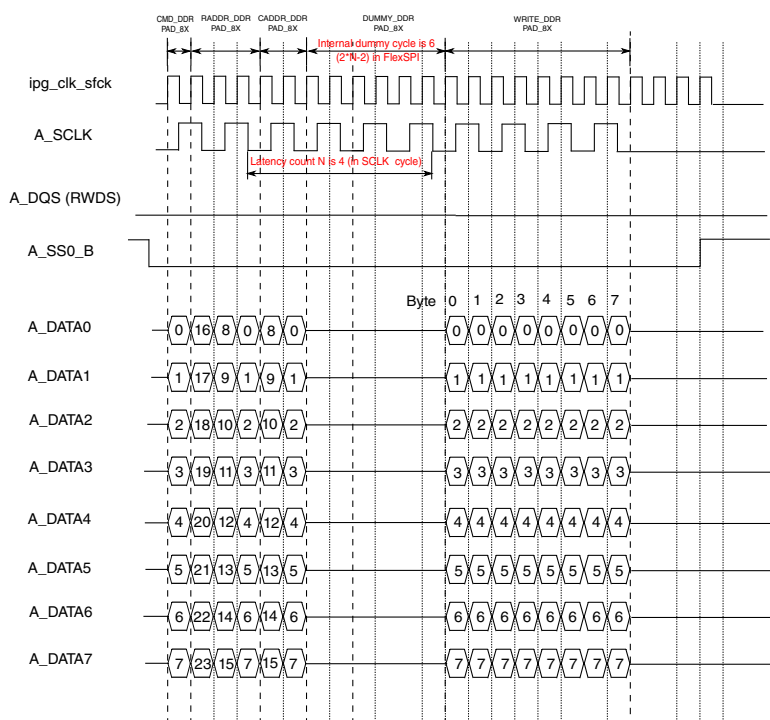 CMD_DDR RADDR_DDR CADDR_DDR DUMMY_DDR WRITE_DDR
PAD_8X PAD_8X PAD_8X PAD_8X PAD_8X
Internal dummy cycle is 6
(2*N-2) in FlexSPI
ipg_clk_sfck
A_SCLK
Latency count N is 4 (in SCLK cycle)
A_DQS (RWDS)
A_SS0_B
Byte 0 1 2 3 4 5 6 7
A_DATA0 0 16 8 0 8 0 0 0 0 0 0 0 0 0
A_DATA1 1 17 9 1 9 1 1 1 1 1 1 1 1 1
A_DATA2 2 18 10 2 10 2 2 2 2 2 2 2 2 2
A_DATA3 3 19 11 3 11 3 3 3 3 3 3 3 3 3
A_DATA4 4 20 12 4 12 4 4 4 4 4 4 4 4 4
A_DATA5 5 21 13 5 13 5 5 5 5 5 5 5 5 5
A_DATA6 6 22 14 6 14 6 6 6 6 6 6 6 6 6
A_DATA7 7 23 15 7 15 7 7 7 7 7 7 7 7 7